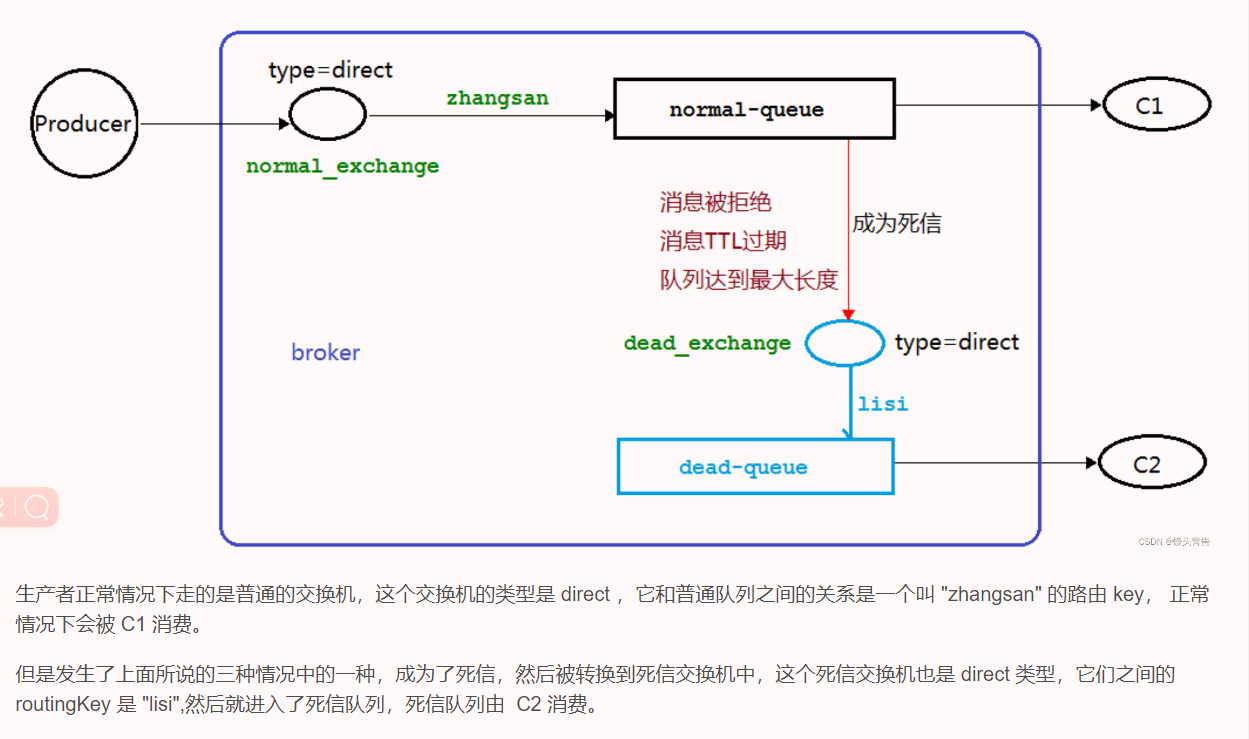 type=direct
zhangsan
normal-queue
C1
Producer
normal_exchange
消息被拒绝
消息TTL过期
队列达到最大长度
成为死信
dead_exchange
type=direct
broker
lisi
dead-queue
C2
CSDN @馒头警告
生产者正常情况下走的是普通的交换机，这个交换机的类型是 direct ，它和普通队列之间的关系是一个叫 "zhangsan" 的路由 key， 正常
情况下会被 C1 消费。
但是发生了上面所说的三种情况中的一种，成为了死信，然后被转换到死信交换机中，这个死信交换机也是 direct 类型，它们之间的
routingKey 是 "lisi",然后就进入了死信队列，死信队列由 C2 消费。